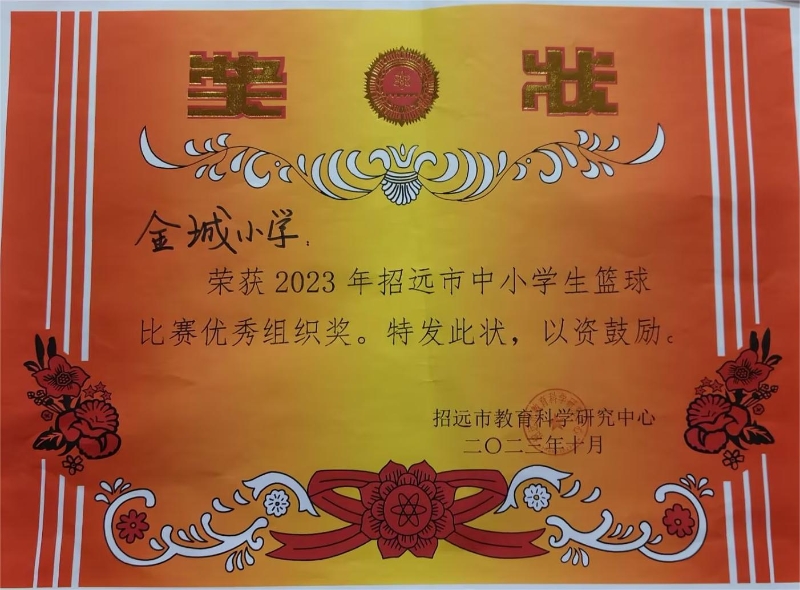 奖状
金城小学:
荣获2023年招远市中小学生篮球
比赛优秀组织奖。特发此状,以资鼓励。
招远市教育科学研究中心
二〇二三年十月